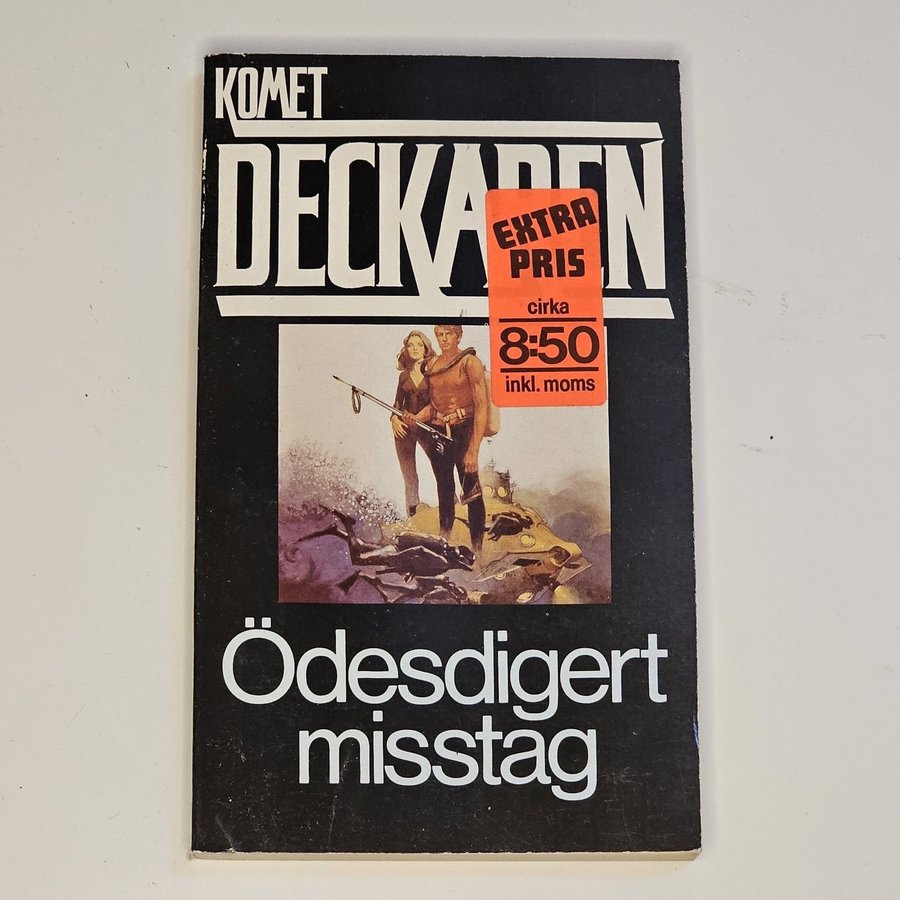 KOMET
DECKAREN
EXTRA
PRIS
cirka
8:50
inkl. moms
Ödesdigert
misstag